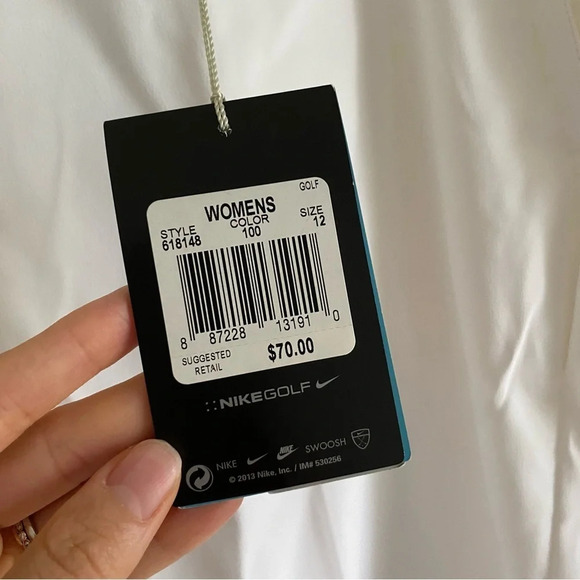 GOLF
WOMENS
STYLE COLOR SIZE
618148 100 12
8 87228 13191 0
SUGGESTED
RETAIL $70.00
NIKEGOLF
NIKE NIKE SWOOSH
© 2013 Nike, Inc. / IM# 530256